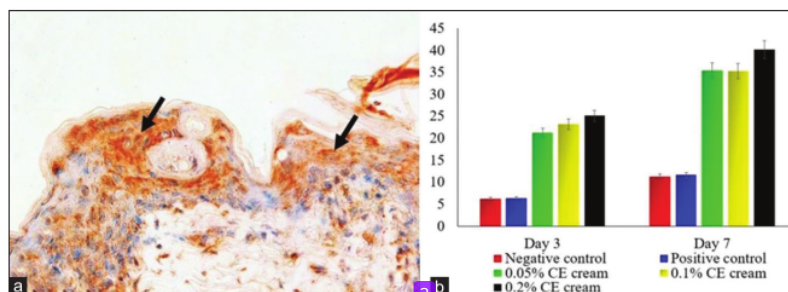 45
40
35
30
25
20
15
10
5
0
Day 3 Day 7
Negative control Positive control
0.05% CE cream 0.1% CE cream
0.2% CE cream
a
a
b